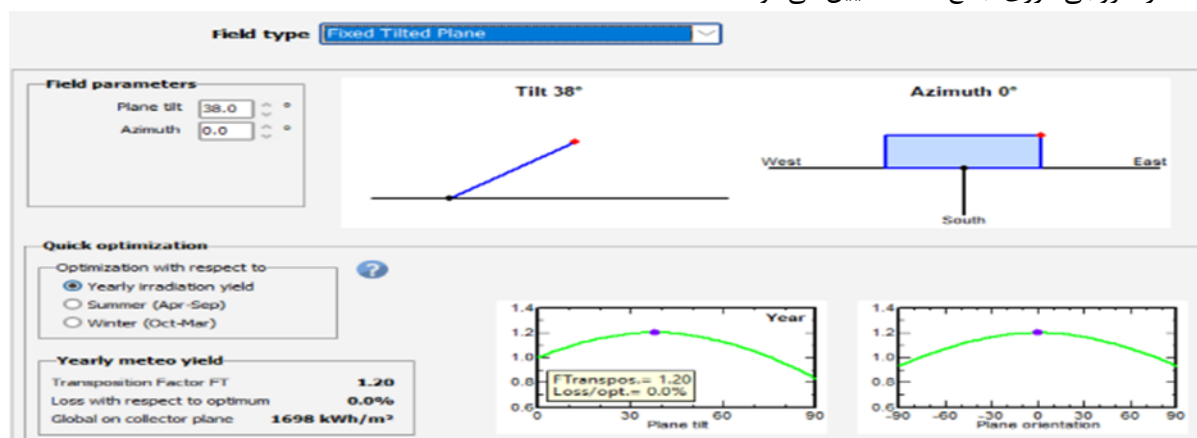 Field type Fixed Tilted Plane
Field parameters
Plane tilt 38.0 °
Azimuth 0.0 °
Tilt 38°
Azimuth 0°
West East
South
Quick optimization
Optimization with respect to
Yearly irradiation yield
Summer (Apr-Sep)
Winter (Oct-Mar)
?
Yearly meteo yield
Transposition Factor FT 1.20
Loss with respect to optimum 0.0%
Global on collector plane 1698 kWh/m²
Year
1.4
1.2
1.0
0.8
0.6
FTranspos.= 1.20
Loss/opt.= 0.0%
0 30 60 90
Plane tilt
1.4
1.2
1.0
0.8
0.6
-90 -60 -30 0 30 60 90
Plane orientation